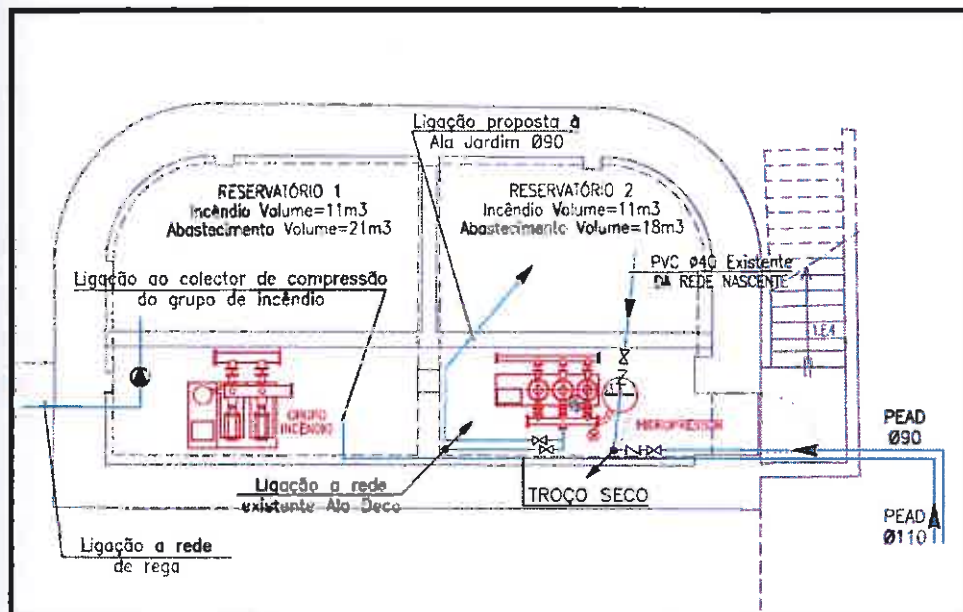 Ligação proposta à
Ala Jardim Ø90
RESERVATÓRIO 1
Incêndio Volume=11m3
Abastecimento Volume=21m3
RESERVATÓRIO 2
Incêndio Volume=11m3
Abastecimento Volume=18m3
Ligação ao colector de compressão
do grupo de incêndio
PVC Ø40 Existente
DA REDE NASCENTE
GRUPO
INCÊNDIO
HIDROPRESSOR
PEAD
Ø90
Ligação a rede
existente Ala Deco
TROÇO SECO
PEAD
Ø110
Ligação a rede
de rega